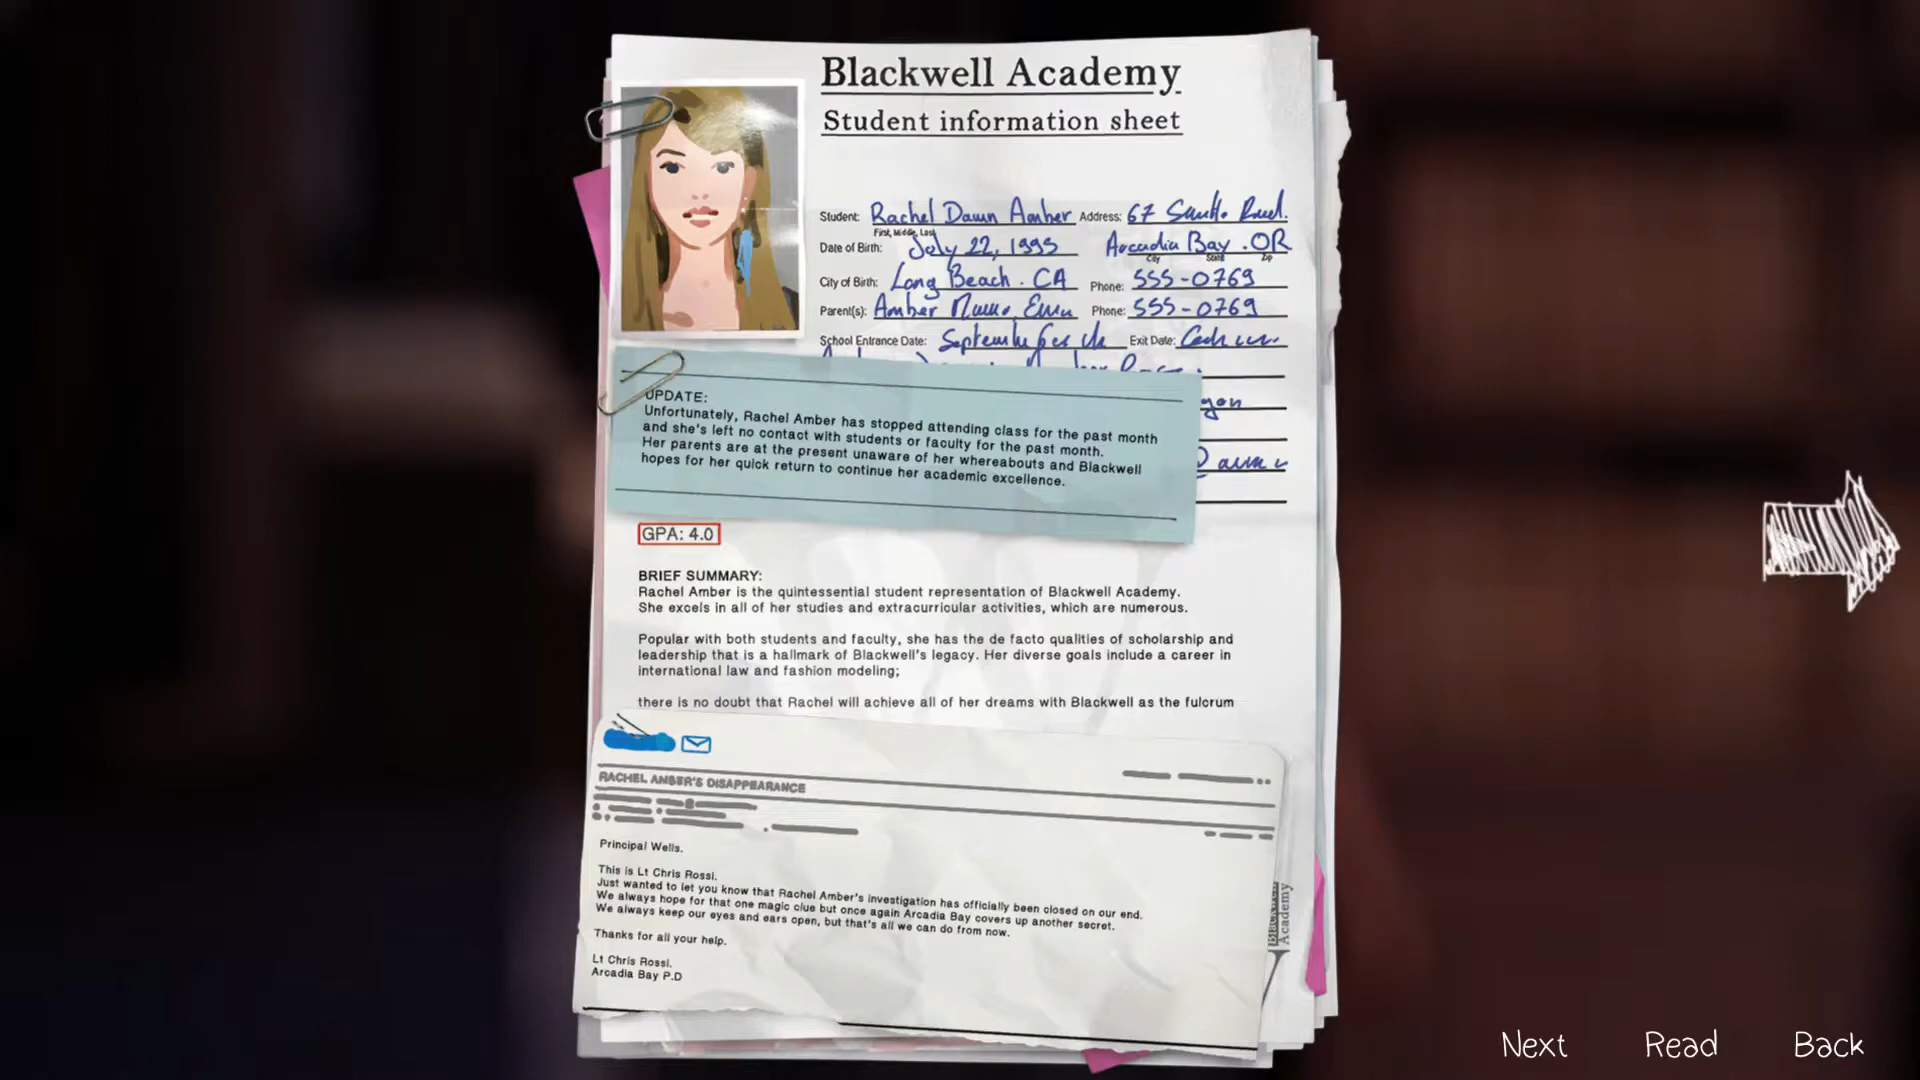 Blackwell Academy
Student information sheet
Student: Rachel Dawn Amber Address: 67
First, Middle, Last
Date of Birth: July 22, 1995 Arcadia Bay . OR
City State Zip
City of Birth: Long Beach . CA Phone: 555-0769
Parent(s): Amber Phone: 555-0769
School Entrance Date: Exit Date:
UPDATE:
Unfortunately, Rachel Amber has stopped attending class for the past month
and she's left no contact with students or faculty for the past month.
Her parents are at the present unaware of her whereabouts and Blackwell
hopes for her quick return to continue her academic excellence.
GPA: 4.0
BRIEF SUMMARY:
Rachel Amber is the quintessential student representation of Blackwell Academy.
She excels in all of her studies and extracurricular activities, which are numerous.
Popular with both students and faculty, she has the de facto qualities of scholarship and
leadership that is a hallmark of Blackwell's legacy. Her diverse goals include a career in
international law and fashion modeling;
there is no doubt that Rachel will achieve all of her dreams with Blackwell as the fulcrum
RACHEL AMBER'S DISAPPEARANCE
Principal Wells.
This is Lt Chris Rossi.
Just wanted to let you know that Rachel Amber's investigation has officially been closed on our end.
We always hope for that one magic clue but once again Arcadia Bay covers up another secret.
We always keep our eyes and ears open, but that's all we can do from now.
Thanks for all your help.
Lt Chris Rossi.
Arcadia Bay P.D
Blackwell
Academy
Next Read Back